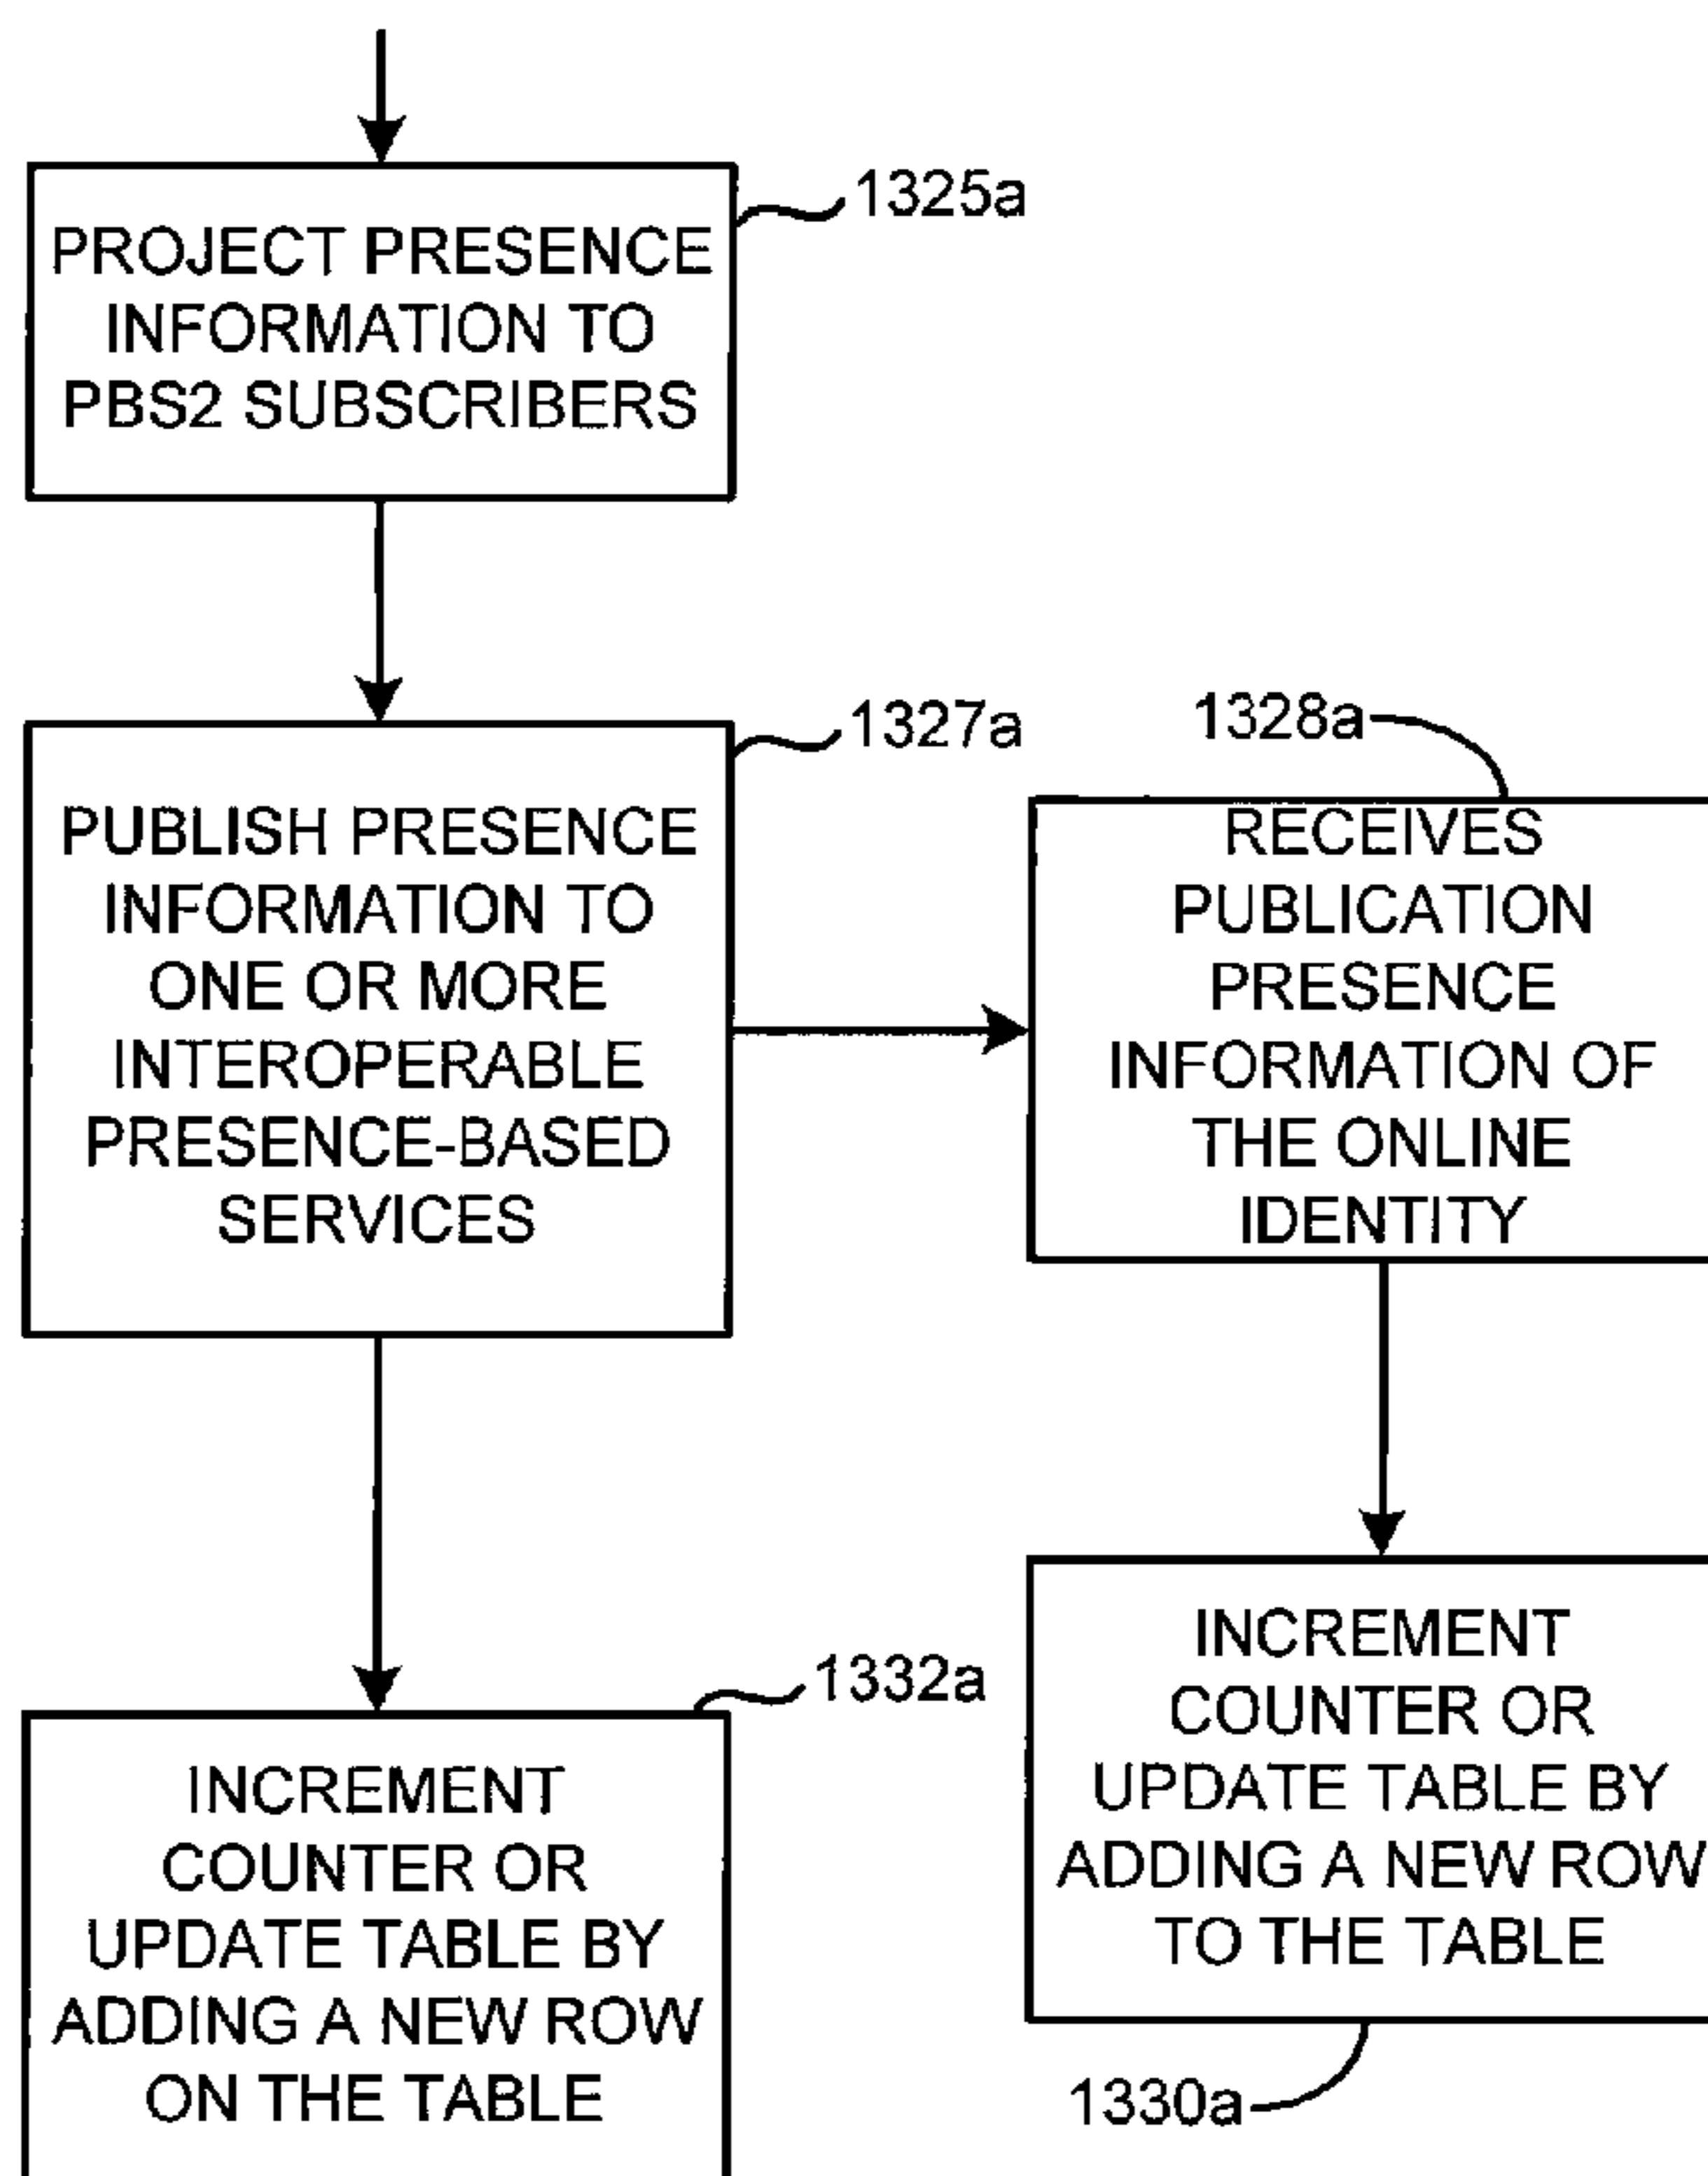 1325a
PROJECT PRESENCE
INFORMATION TO
PBS2 SUBSCRIBERS
1327a
PUBLISH PRESENCE
INFORMATION TO
ONE OR MORE
INTEROPERABLE
PRESENCE-BASED
SERVICES
1328a
RECEIVES
PUBLICATION
PRESENCE
INFORMATION OF
THE ONLINE
IDENTITY
1332a
INCREMENT
COUNTER OR
UPDATE TABLE BY
ADDING A NEW ROW
ON THE TABLE
INCREMENT
COUNTER OR
UPDATE TABLE BY
ADDING A NEW ROW
TO THE TABLE
1330a